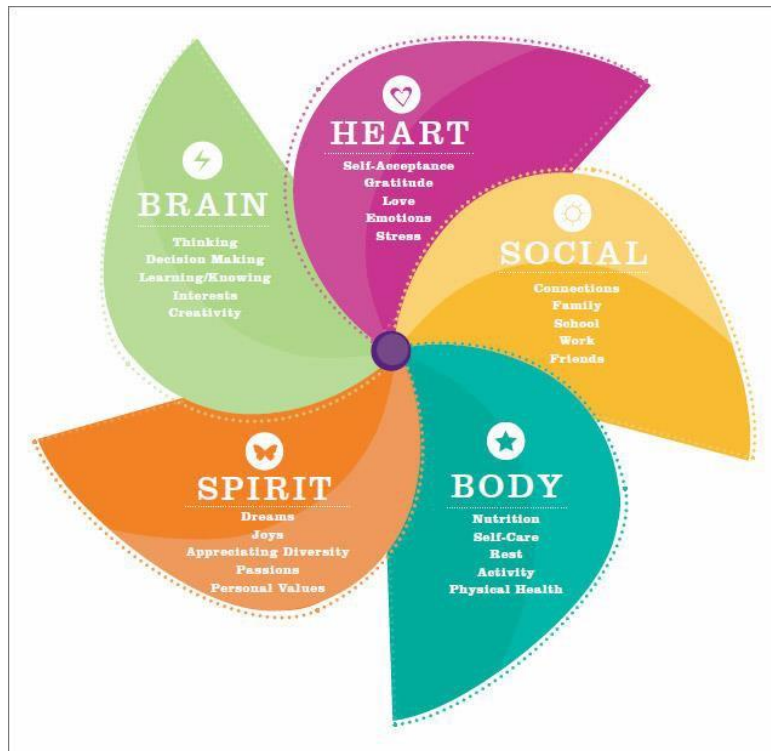 HEART
Self-Acceptance
Gratitude
Love
Emotions
Stress
BRAIN
Thinking
Decision Making
Learning/Knowing
Interests
Creativity
SOCIAL
Connections
Family
School
Work
Friends
SPIRIT
Dreams
Joys
Appreciating Diversity
Passions
Personal Values
BODY
Nutrition
Self-Care
Rest
Activity
Physical Health